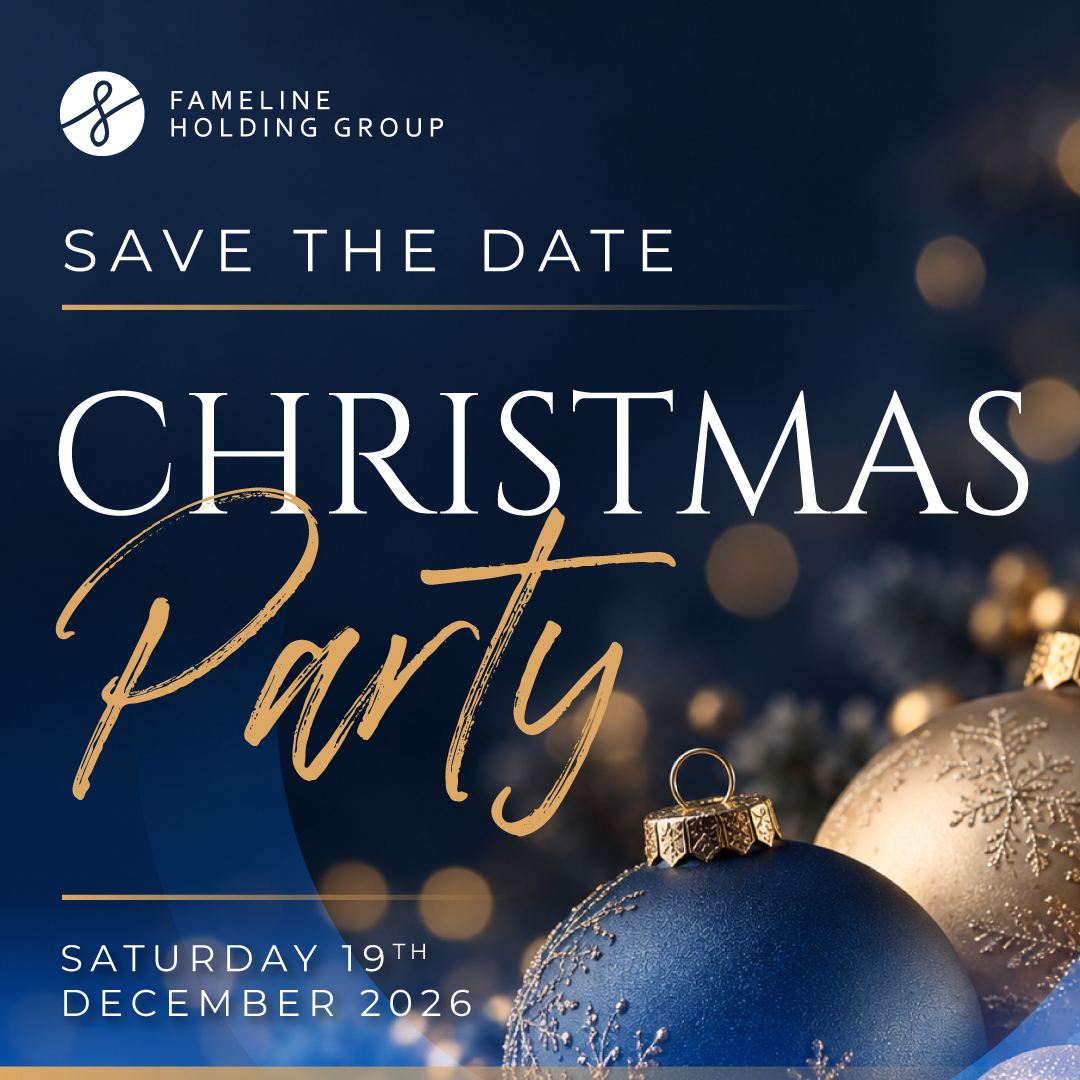 FAMELINE
HOLDING GROUP
SAVE THE DATE
CHRISTMAS
Party
SATURDAY 19TH
DECEMBER 2026